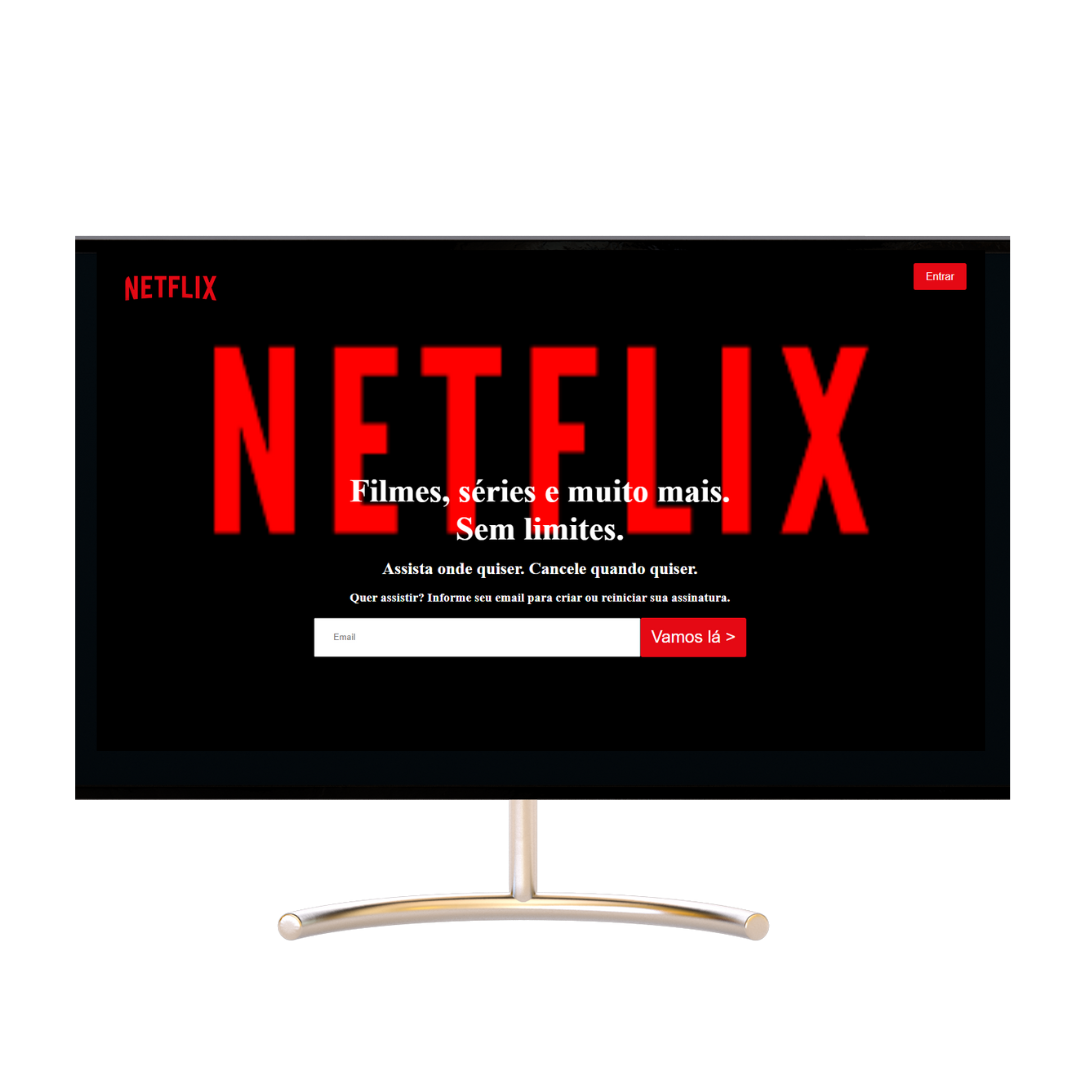 NETFLIX
Entrar
NETFLIX
Filmes, séries e muito mais.
Sem limites.
Assista onde quiser. Cancele quando quiser.
Quer assistir? Informe seu email para criar ou reiniciar sua assinatura.
Email
Vamos lá >